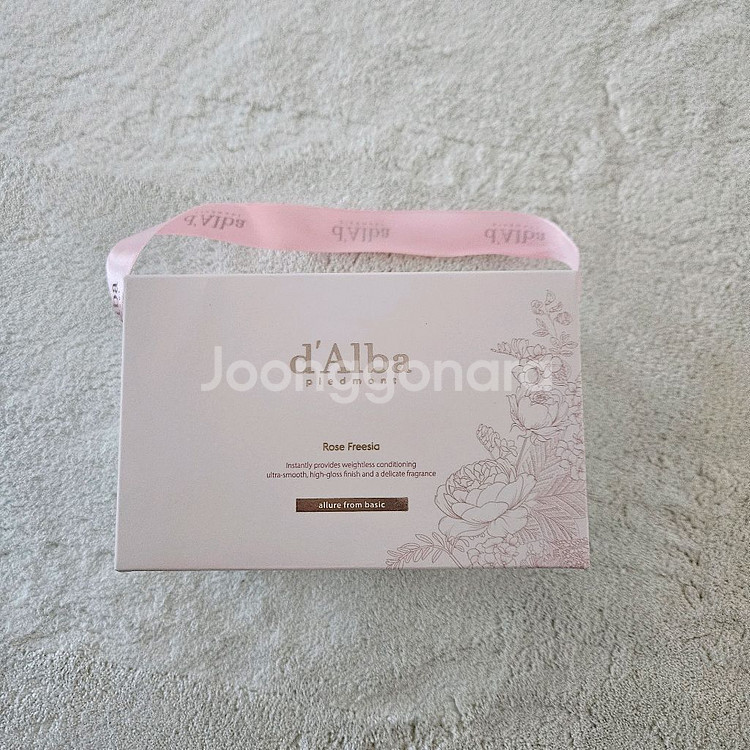 d'Alba d'Alba d'Alba
d'Alba
piedmont
Joonggonara
Rose Freesia
Instantly provides weightless conditioning
ultra-smooth, high-gloss finish and a delicate fragrance
allure from basic